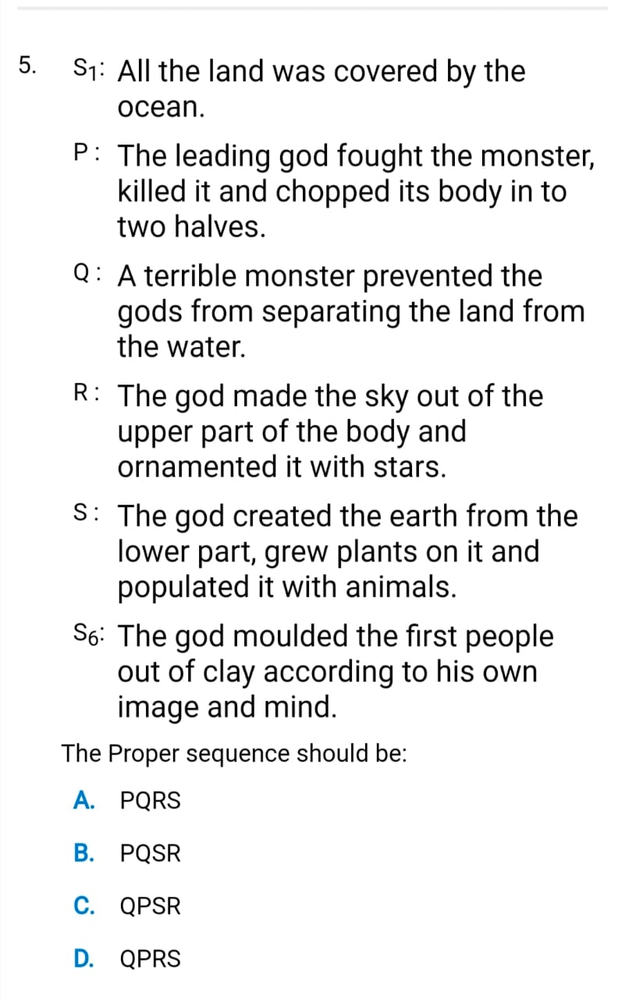 5. S1: All the land was covered by the
ocean.
P: The leading god fought the monster,
killed it and chopped its body in to
two halves.
Q: A terrible monster prevented the
gods from separating the land from
the water.
R: The god made the sky out of the
upper part of the body and
ornamented it with stars.
S: The god created the earth from the
lower part, grew plants on it and
populated it with animals.
S6: The god moulded the first people
out of clay according to his own
image and mind.
The Proper sequence should be:
A. PQRS
B. PQSR
C. QPSR
D. QPRS